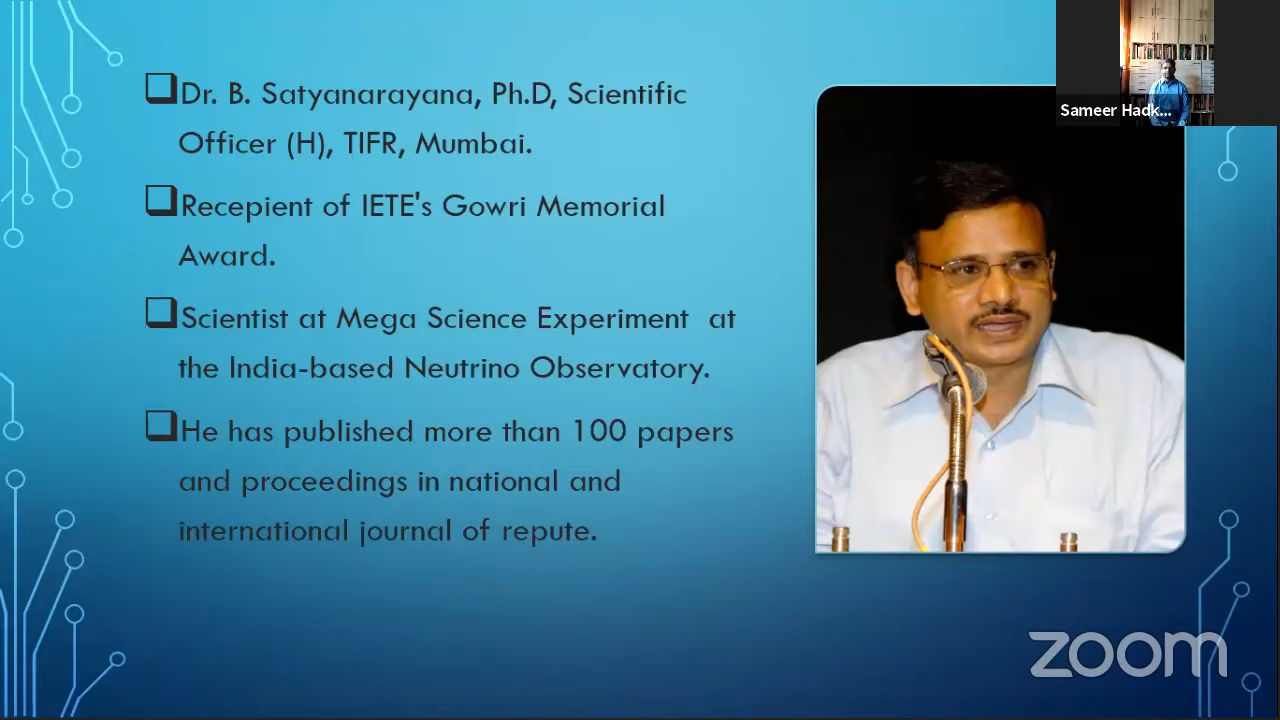 ❑Dr. B. Satyanarayana, Ph.D, Scientific
Officer (H), TIFR, Mumbai.
❑Recepient of IETE's Gowri Memorial
Award.
❑Scientist at Mega Science Experiment at
the India-based Neutrino Observatory.
❑He has published more than 100 papers
and proceedings in national and
international journal of repute.
Sameer Hadk...
zoom